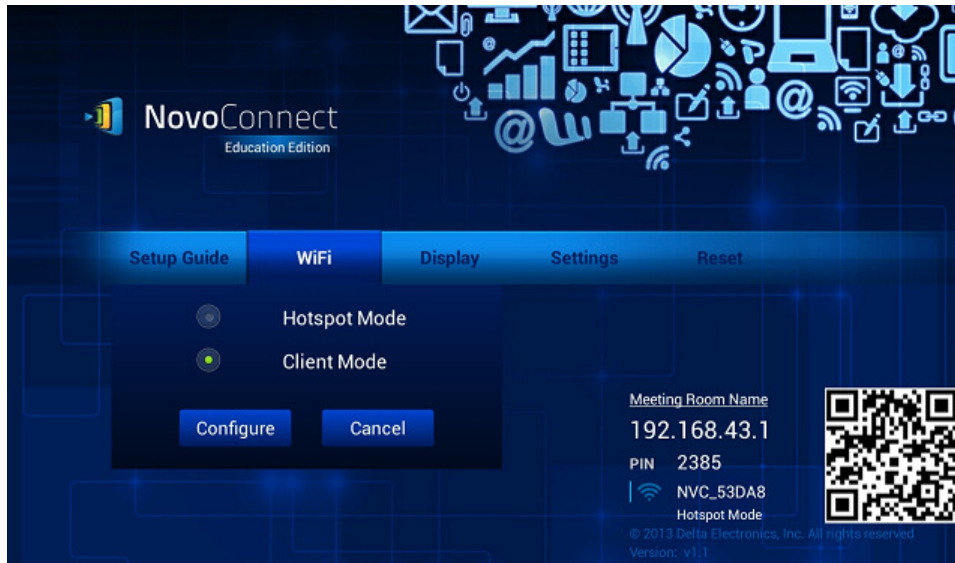 NovoConnect
Education Edition
Setup Guide WiFi Display Settings Reset
Hotspot Mode
Client Mode
Configure Cancel
Meeting Room Name
192.168.43.1
PIN 2385
NVC_53DA8
Hotspot Mode
© 2013 Delta Electronics, Inc. All rights reserved
Version: v1.1